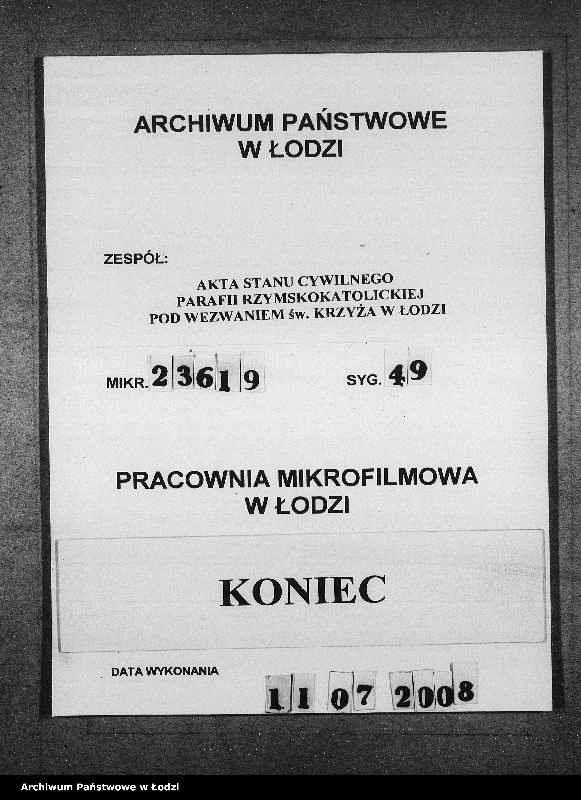 ARCHIWUM PAŃSTWOWE
W ŁODZI
ZESPÓŁ:
AKTA STANU CYWILNEGO
PARAFII RZYMSKOKATOLICKIEJ
POD WEZWANIEM św. KRZYŻA W ŁODZI
MIKR. 23619 SYG. 49
PRACOWNIA MIKROFILMOWA
W ŁODZI
KONIEC
DATA WYKONANIA
11 07 2008
Archiwum Państwowe w Łodzi